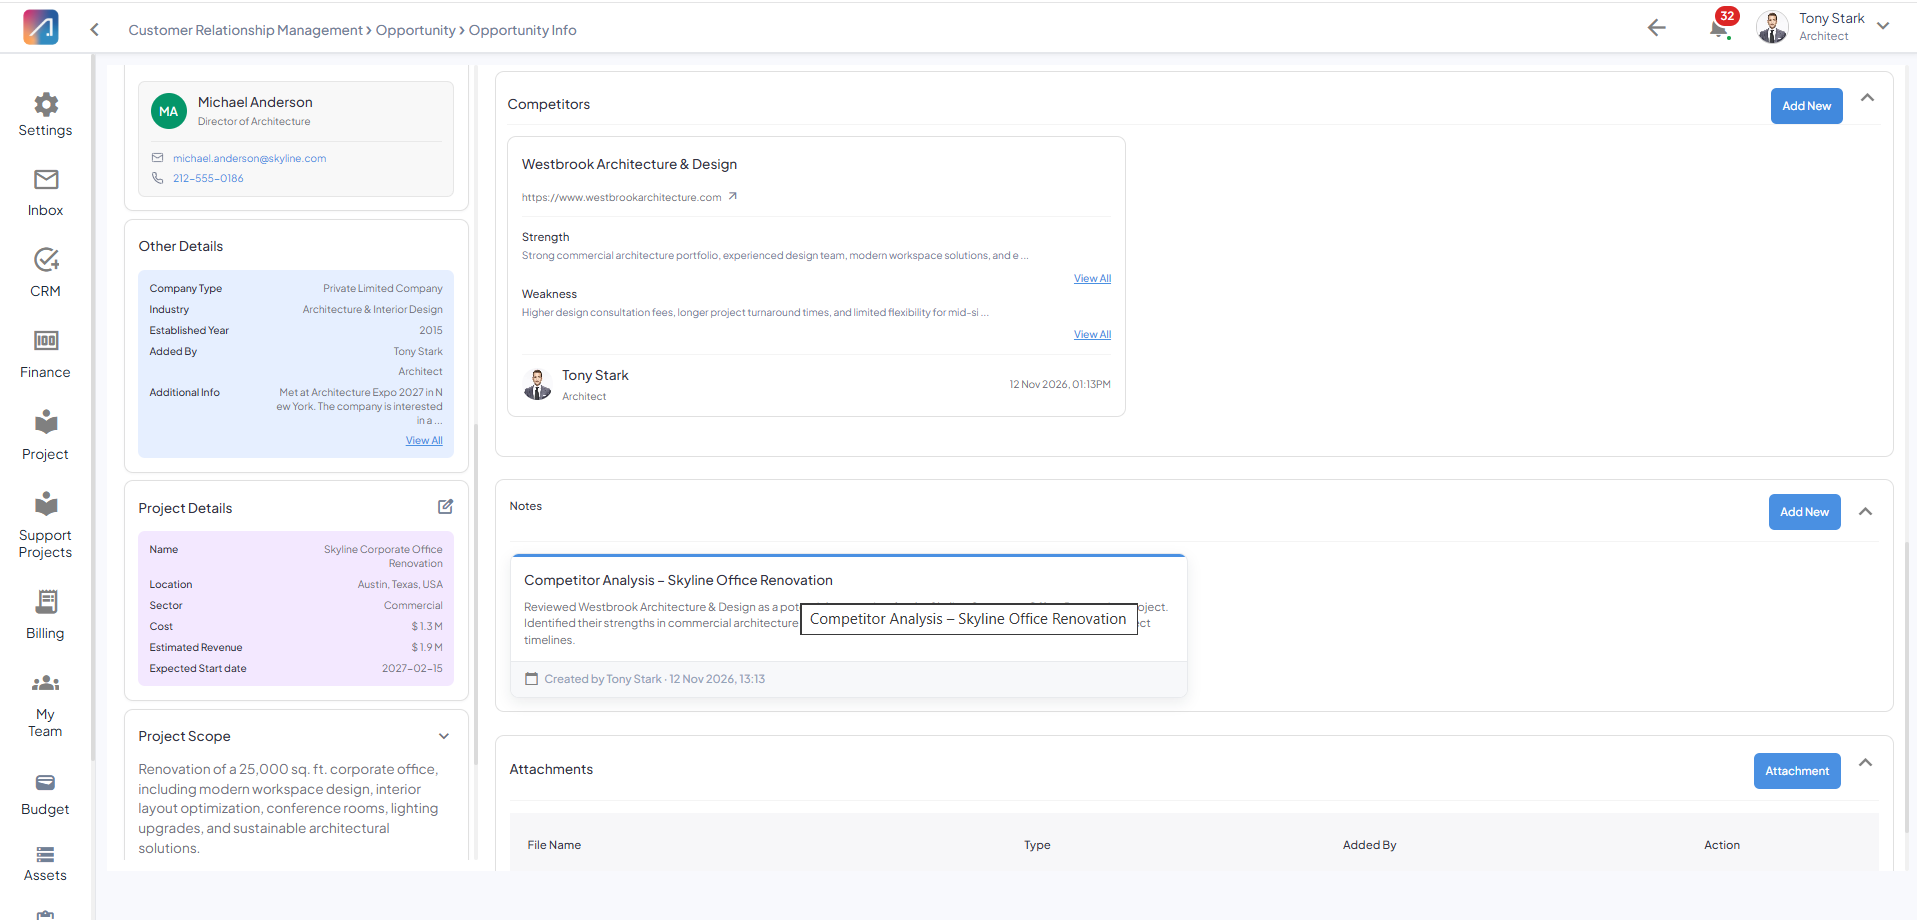 Customer Relationship Management › Opportunity › Opportunity Info
32
Tony Stark
Architect
Settings
Inbox
CRM
Finance
Project
Support
Projects
Billing
My
Team
Budget
Assets
MA
Michael Anderson
Director of Architecture
michael.anderson@skyline.com
212-555-0186
Other Details
Company Type Private Limited Company
Industry Architecture & Interior Design
Established Year 2015
Added By Tony Stark
Architect
Additional Info Met at Architecture Expo 2027 in N
ew York. The company is interested
in a ...
View All
Project Details
Name Skyline Corporate Office
Renovation
Location Austin, Texas, USA
Sector Commercial
Cost $ 1.3 M
Estimated Revenue $ 1.9 M
Expected Start date 2027-02-15
Project Scope
Renovation of a 25,000 sq. ft. corporate office,
including modern workspace design, interior
layout optimization, conference rooms, lighting
upgrades, and sustainable architectural
solutions.
Competitors
Add New
Westbrook Architecture & Design
https://www.westbrookarchitecture.com
Strength
Strong commercial architecture portfolio, experienced design team, modern workspace solutions, and e ...
View All
Weakness
Higher design consultation fees, longer project turnaround times, and limited flexibility for mid-si ...
View All
Tony Stark
Architect
12 Nov 2026, 01:13PM
Notes
Add New
Competitor Analysis – Skyline Office Renovation
Reviewed Westbrook Architecture & Design as a
Identified their strengths in commercial architecture
timelines.
Competitor Analysis – Skyline Office Renovation
Created by Tony Stark · 12 Nov 2026, 13:13
Attachments
Attachment
File Name Type Added By Action